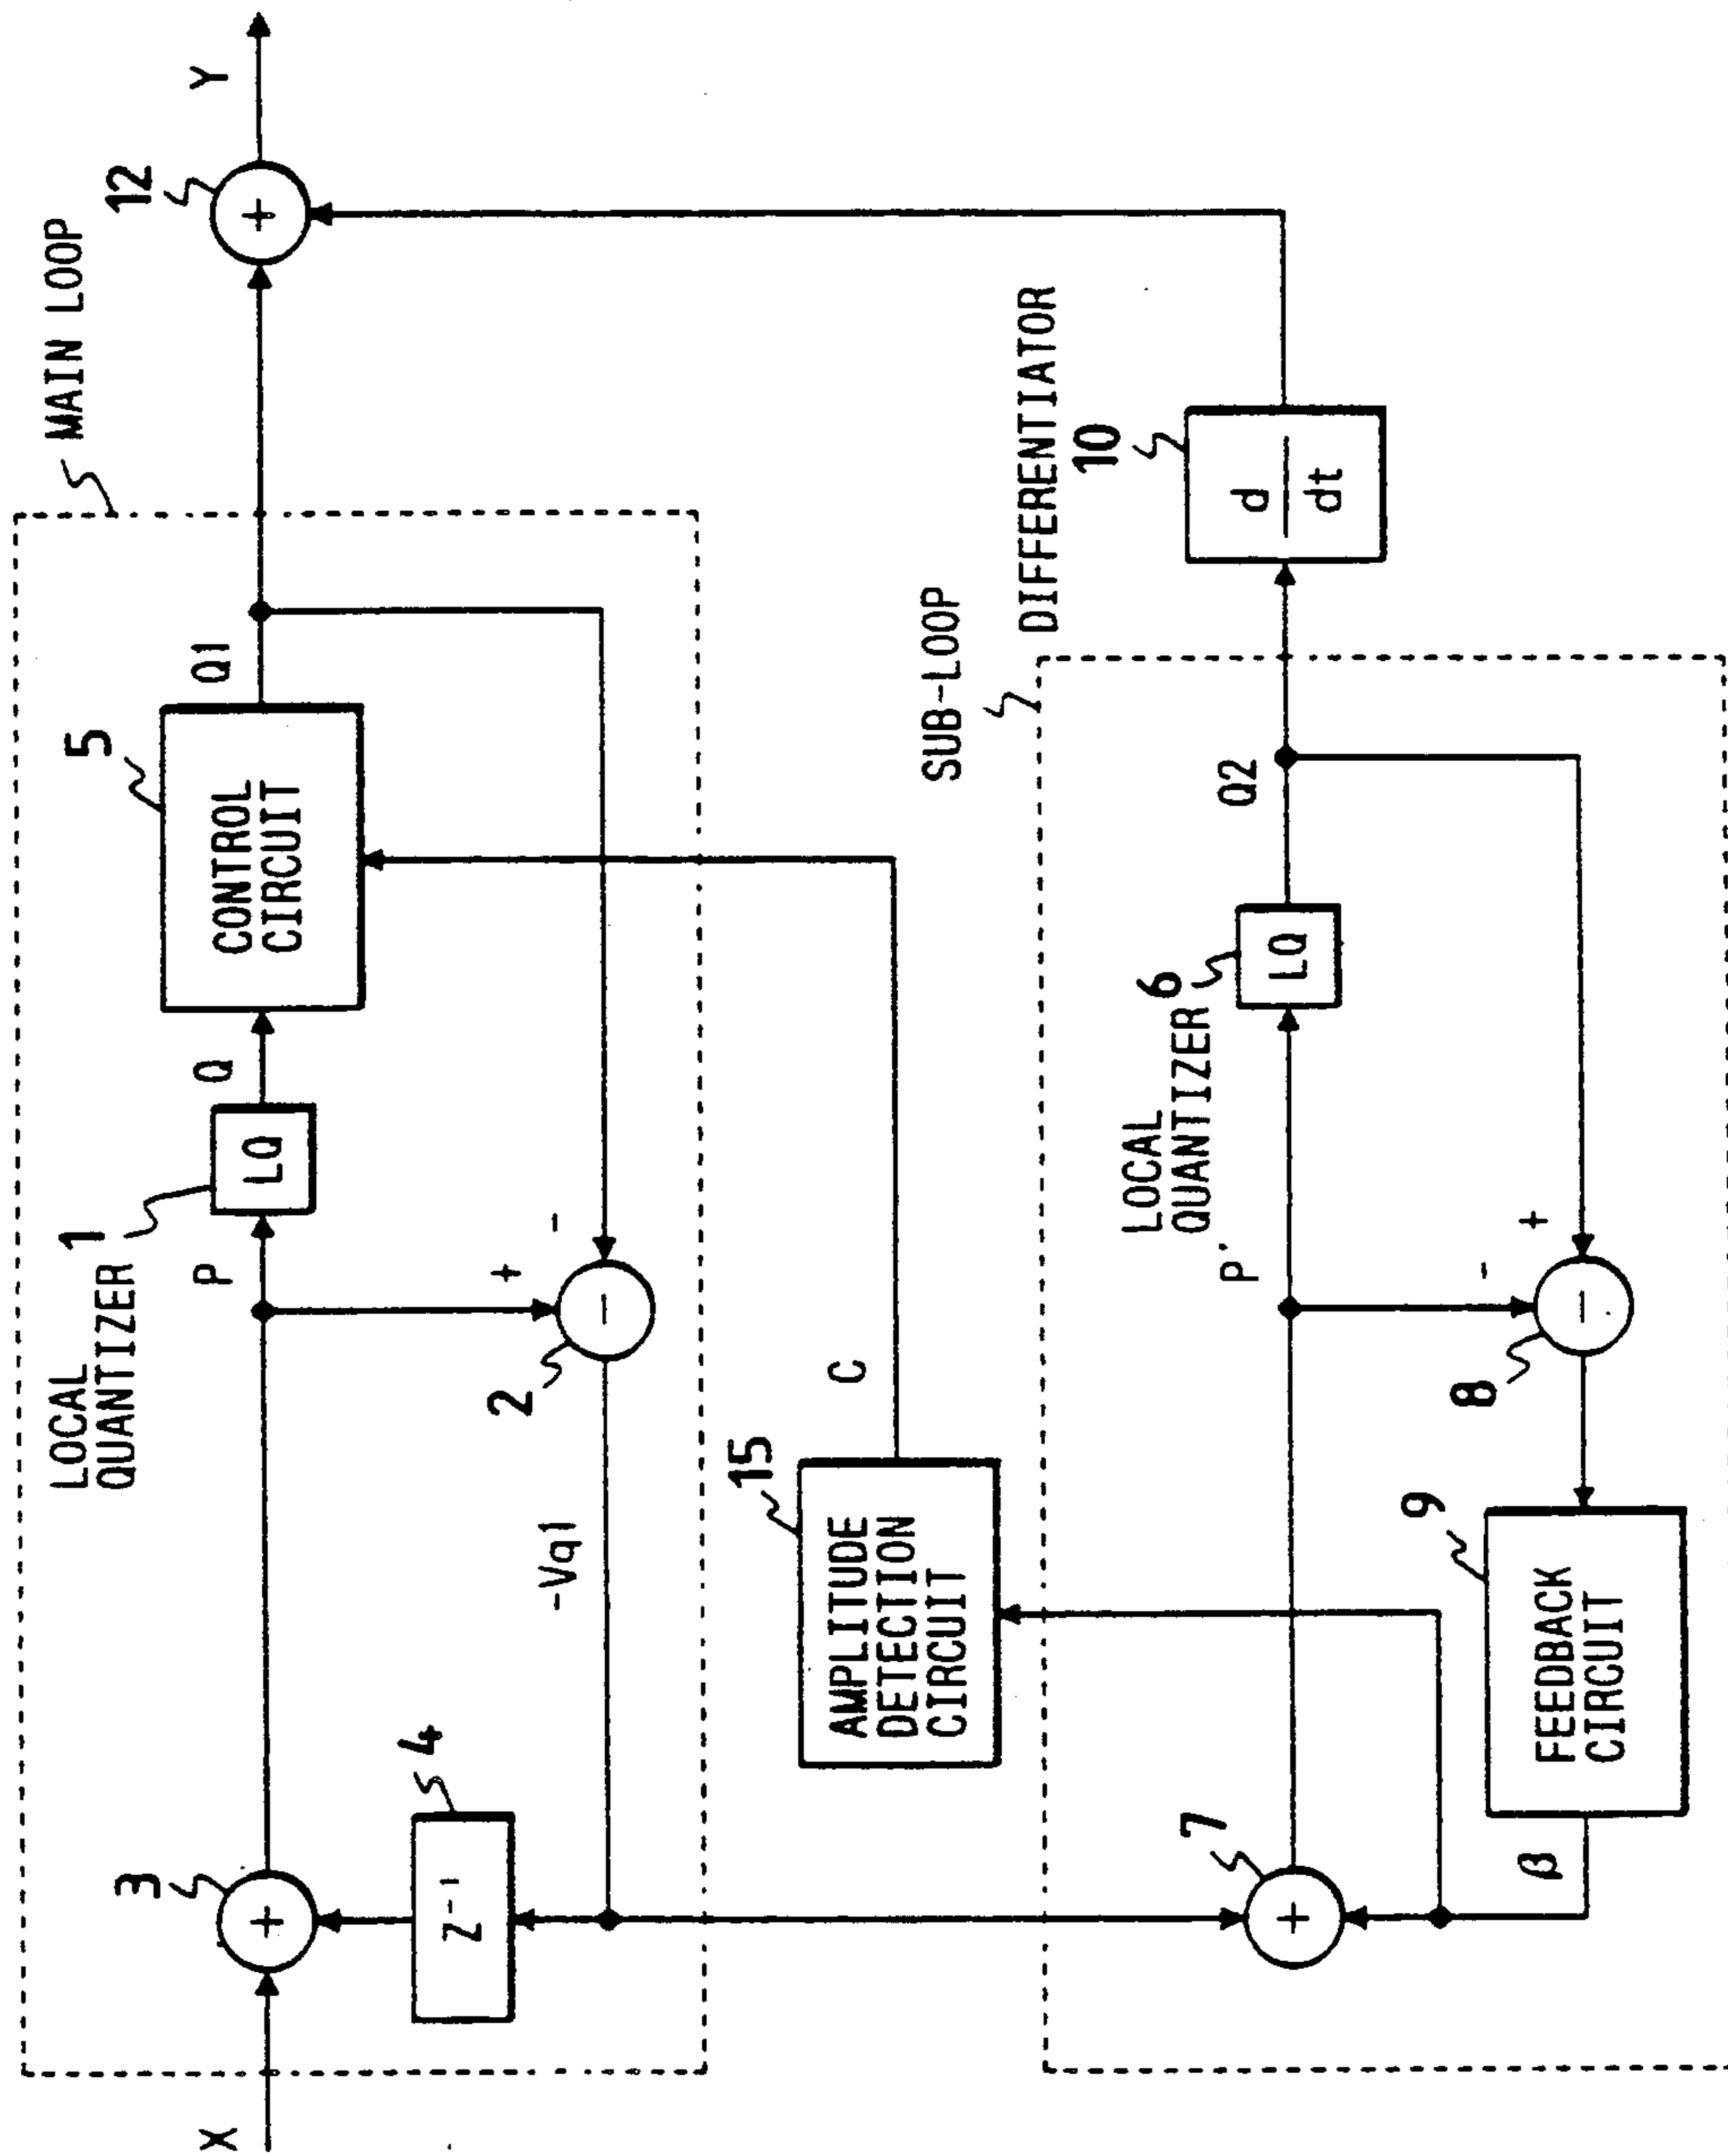 MAIN LOOP
X
3
+
Z⁻¹
4
LOCAL
QUANTIZER 1
P
LQ
Q
5
CONTROL
CIRCUIT
Q1
12
+
Y
+
-
-
2
-Vq1
15
AMPLITUDE
DETECTION
CIRCUIT
C
SUB-LOOP
DIFFERENTIATOR
10
d
dt
7
+
P'
LOCAL
QUANTIZER 6
LQ
Q2
-
+
-
8
9
FEEDBACK
CIRCUIT
β